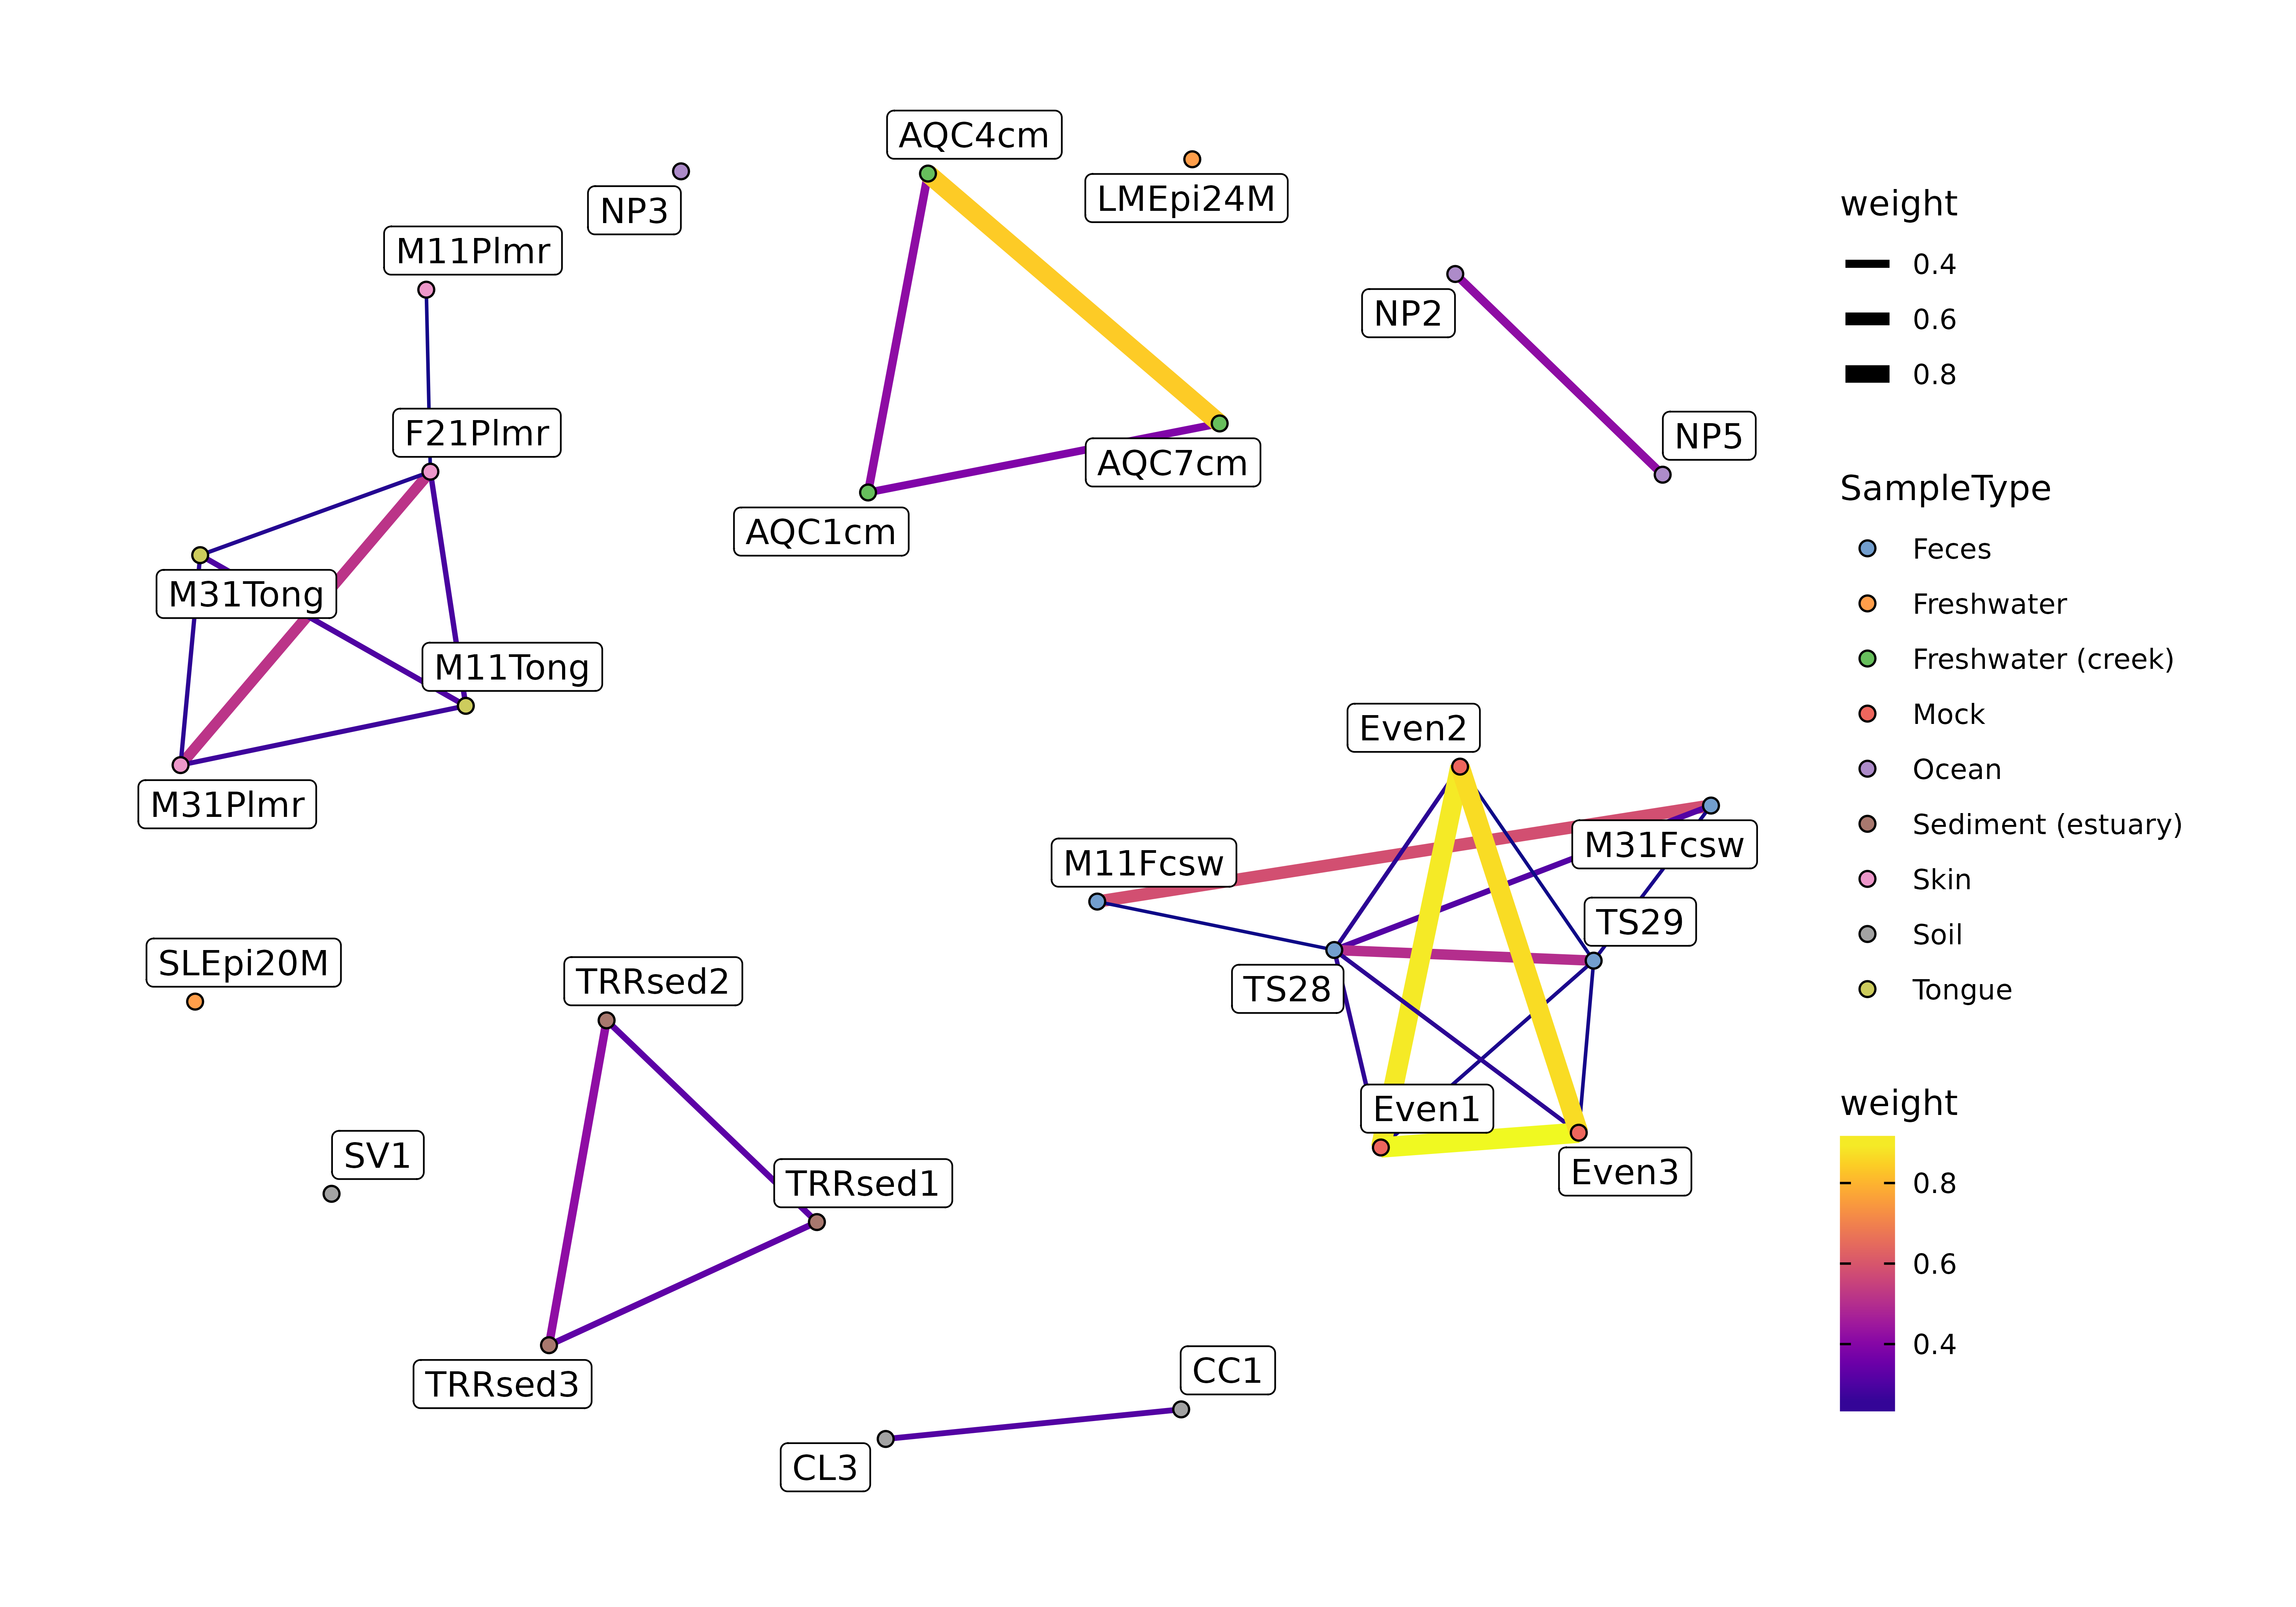 AQC4cm
LMEpi24M
NP3
M11Plmr
NP2
F21Plmr
NP5
AQC7cm
AQC1cm
M31Tong
M11Tong
M31Plmr
Even2
M31Fcsw
M11Fcsw
TS29
SLEpi20M
TRRsed2
TS28
Even1
SV1
Even3
TRRsed1
TRRsed3
CC1
CL3
weight
0.4
0.6
0.8
SampleType
Feces
Freshwater
Freshwater (creek)
Mock
Ocean
Sediment (estuary)
Skin
Soil
Tongue
weight
0.8
0.6
0.4